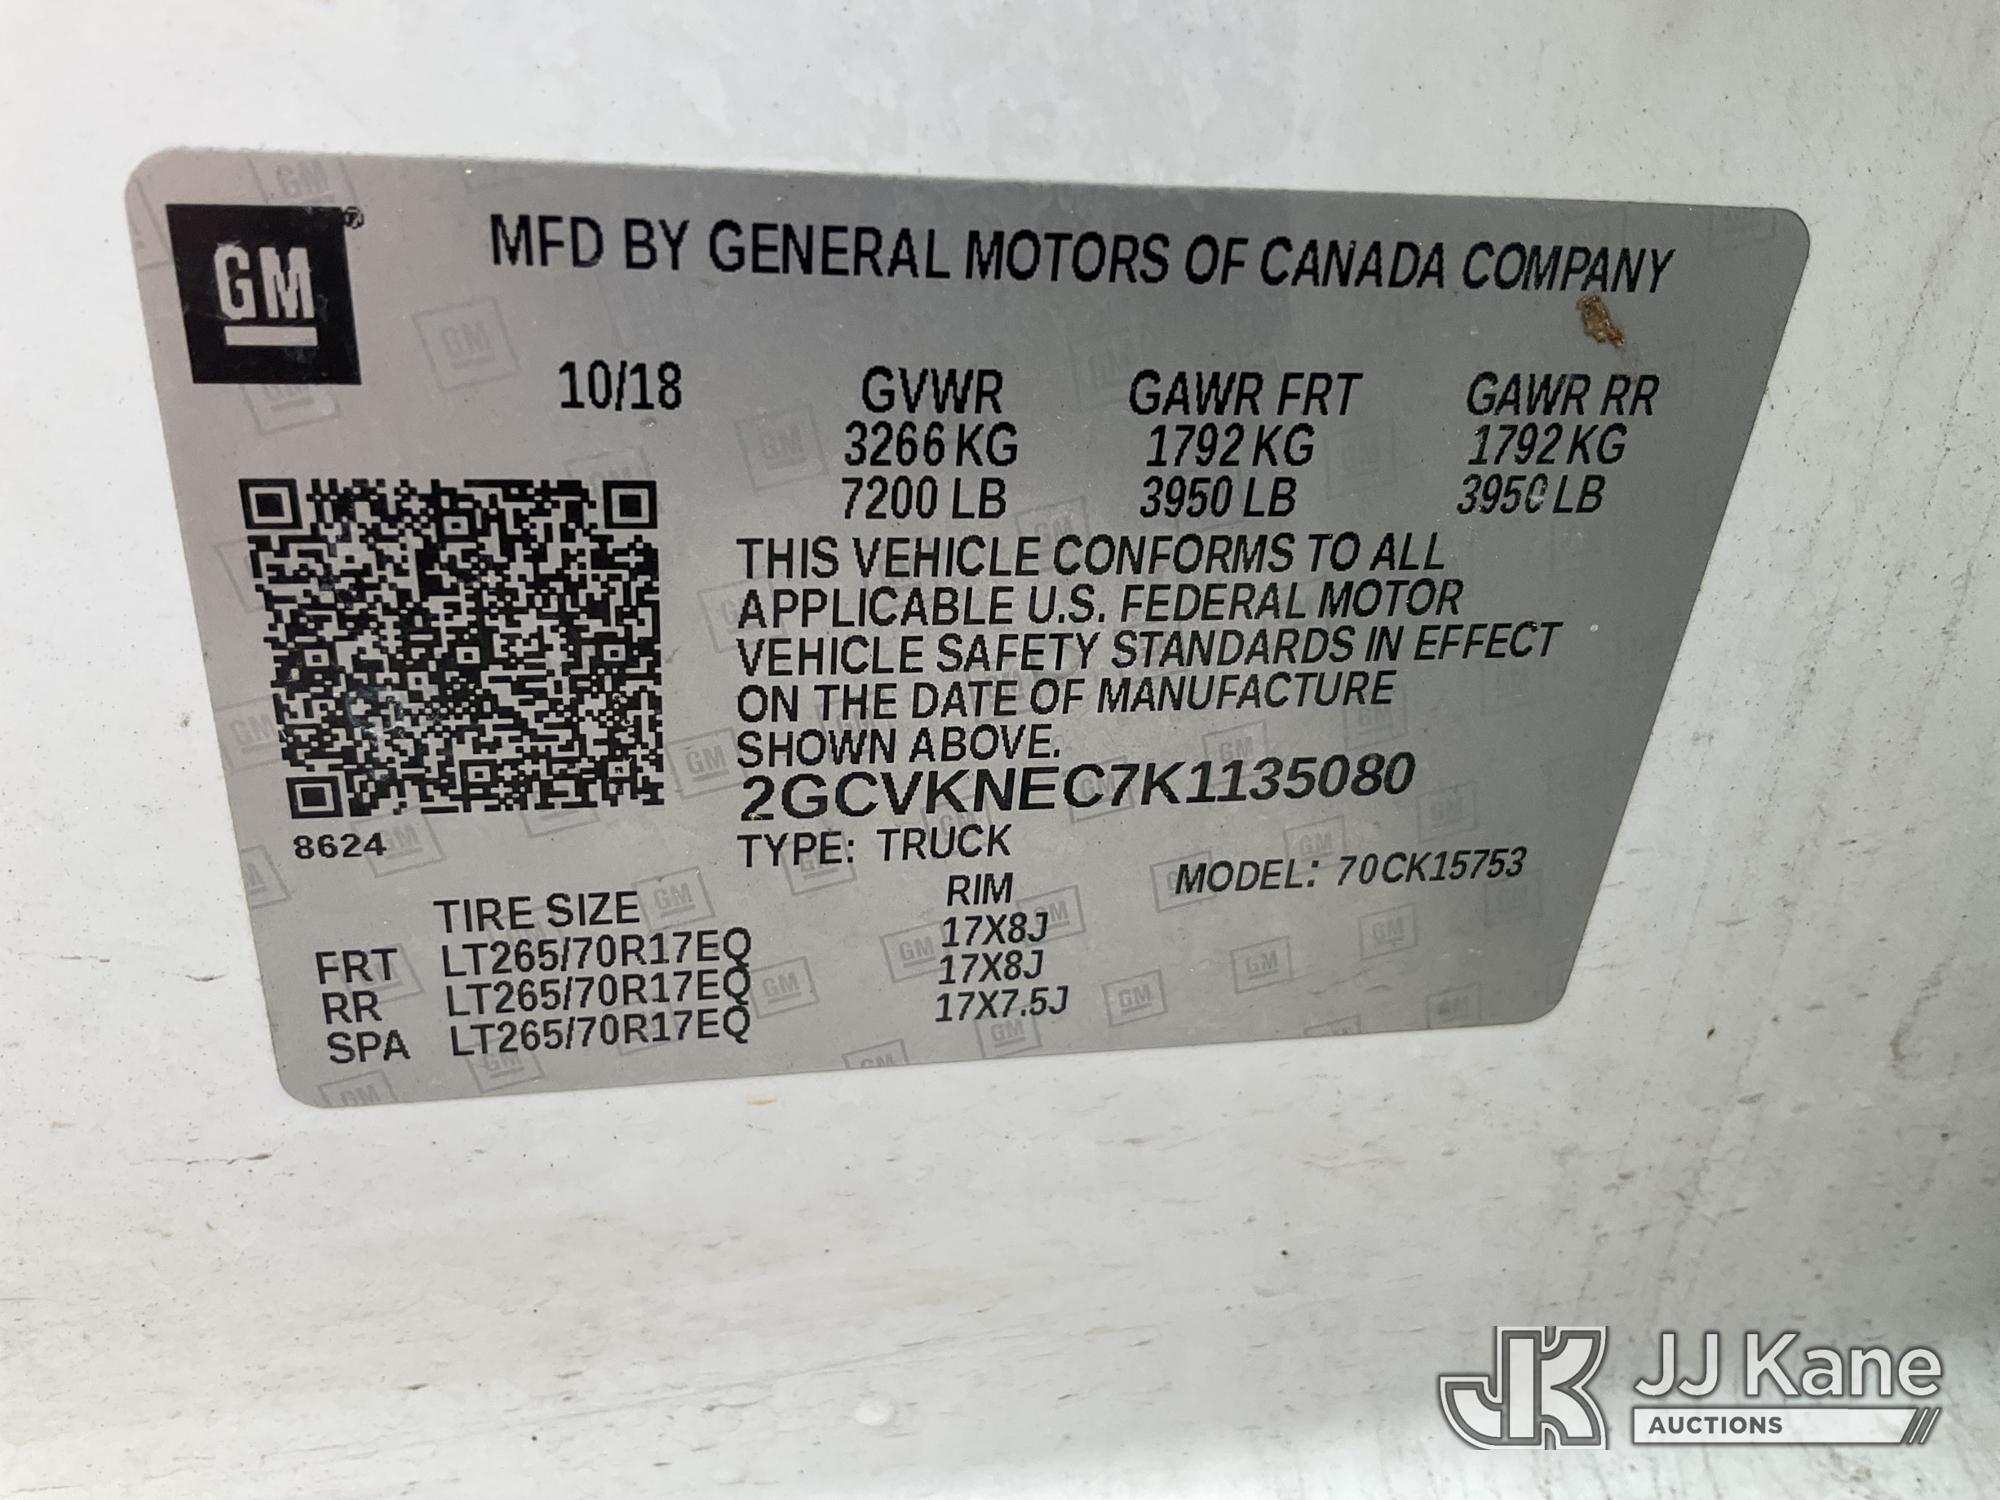 GM®
MFD BY GENERAL MOTORS OF CANADA COMPANY
10/18 GVWR GAWR FRT GAWR RR
3266 KG 1792 KG 1792 KG
7200 LB 3950 LB 3950 LB
THIS VEHICLE CONFORMS TO ALL
APPLICABLE U.S. FEDERAL MOTOR
VEHICLE SAFETY STANDARDS IN EFFECT
ON THE DATE OF MANUFACTURE
SHOWN ABOVE.
2GCVKNEC7K1135080
8624
TYPE: TRUCK MODEL: 70CK15753
TIRE SIZE RIM
FRT LT265/70R17EQ 17X8J
RR LT265/70R17EQ 17X8J
SPA LT265/70R17EQ 17X7.5J
JK JJ Kane
AUCTIONS